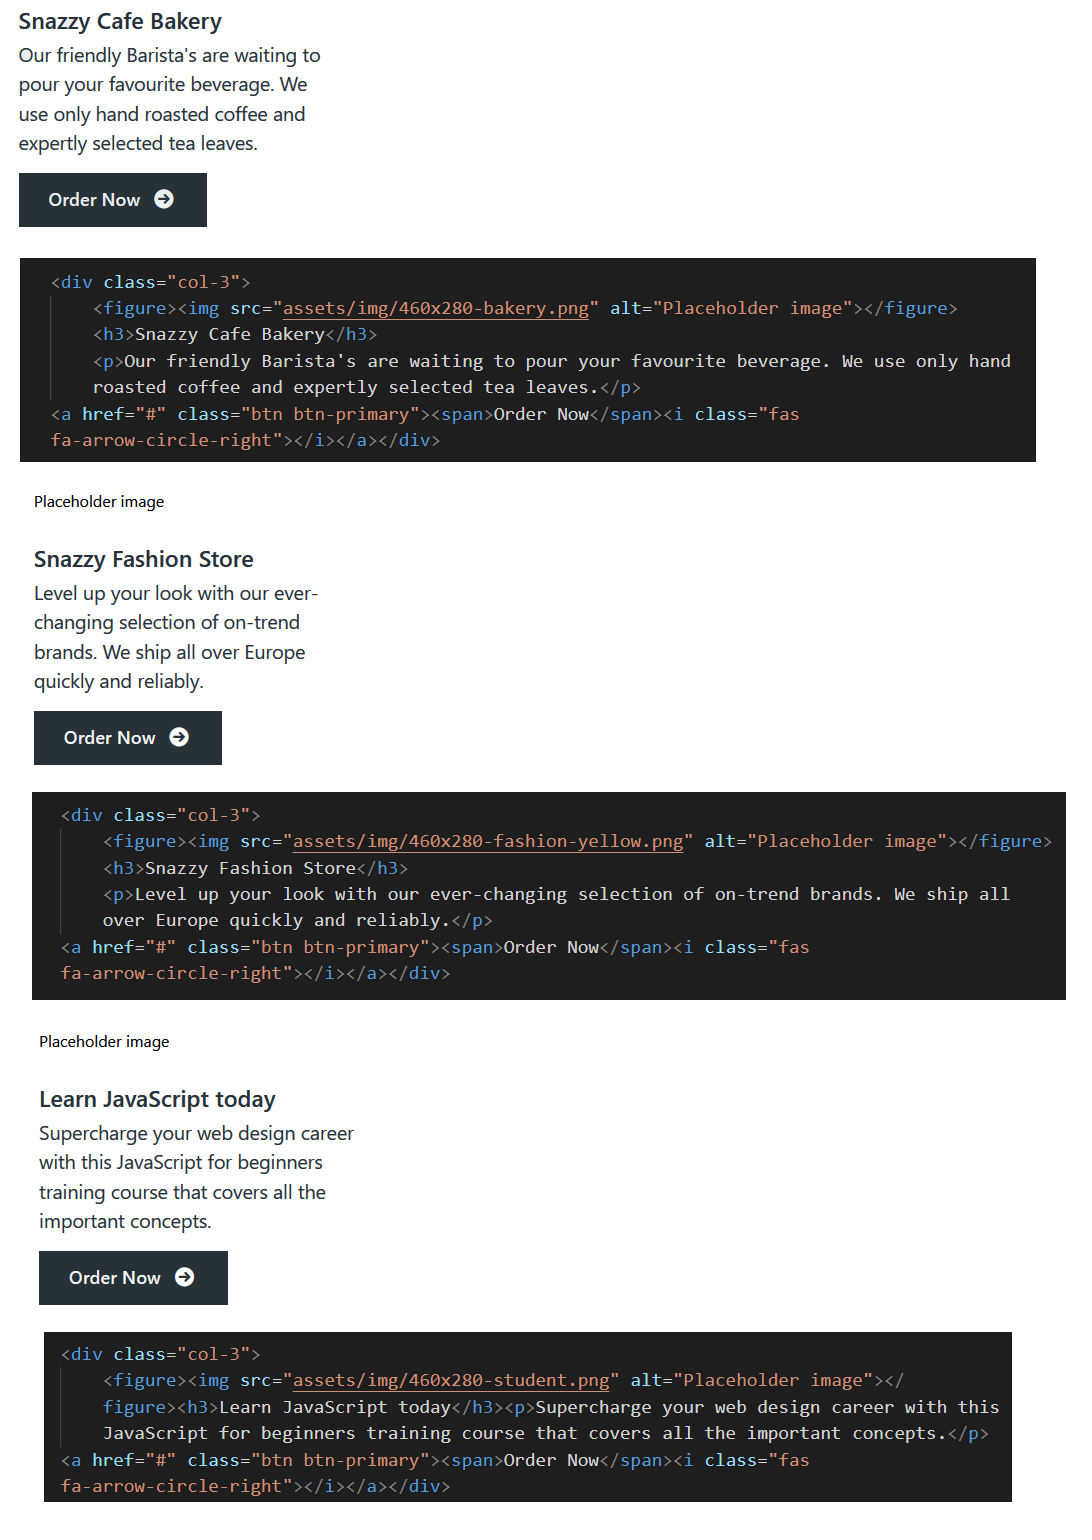 Snazzy Cafe Bakery
Our friendly Barista's are waiting to
pour your favourite beverage. We
use only hand roasted coffee and
expertly selected tea leaves.
Order Now
<div class="col-3">
<figure><img src="assets/img/460x280-bakery.png" alt="Placeholder image"></figure>
<h3>Snazzy Cafe Bakery</h3>
<p>Our friendly Barista's are waiting to pour your favourite beverage. We use only hand
roasted coffee and expertly selected tea leaves.</p>
<a href="#" class="btn btn-primary"><span>Order Now</span><i class="fas
fa-arrow-circle-right"></i></a></div>
Placeholder image
Snazzy Fashion Store
Level up your look with our ever-
changing selection of on-trend
brands. We ship all over Europe
quickly and reliably.
Order Now
<div class="col-3">
<figure><img src="assets/img/460x280-fashion-yellow.png" alt="Placeholder image"></figure>
<h3>Snazzy Fashion Store</h3>
<p>Level up your look with our ever-changing selection of on-trend brands. We ship all
over Europe quickly and reliably.</p>
<a href="#" class="btn btn-primary"><span>Order Now</span><i class="fas
fa-arrow-circle-right"></i></a></div>
Placeholder image
Learn JavaScript today
Supercharge your web design career
with this JavaScript for beginners
training course that covers all the
important concepts.
Order Now
<div class="col-3">
<figure><img src="assets/img/460x280-student.png" alt="Placeholder image"></
figure><h3>Learn JavaScript today</h3><p>Supercharge your web design career with this
JavaScript for beginners training course that covers all the important concepts.</p>
<a href="#" class="btn btn-primary"><span>Order Now</span><i class="fas
fa-arrow-circle-right"></i></a></div>